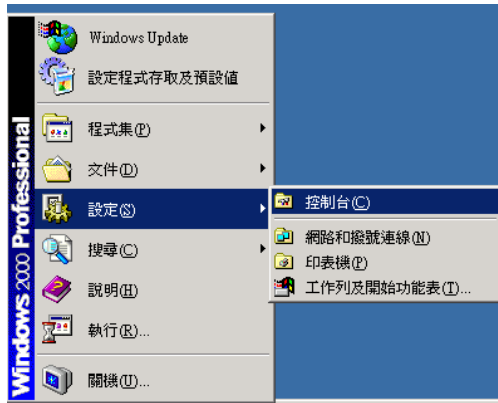 Windows 2000 Professional
Windows Update
設定程式存取及預設值
程式集(P)
文件(D)
設定(S)
搜尋(C)
說明(H)
執行(R)...
關機(U)...
控制台(C)
網路和撥號連線(N)
印表機(P)
工作列及開始功能表(T)...